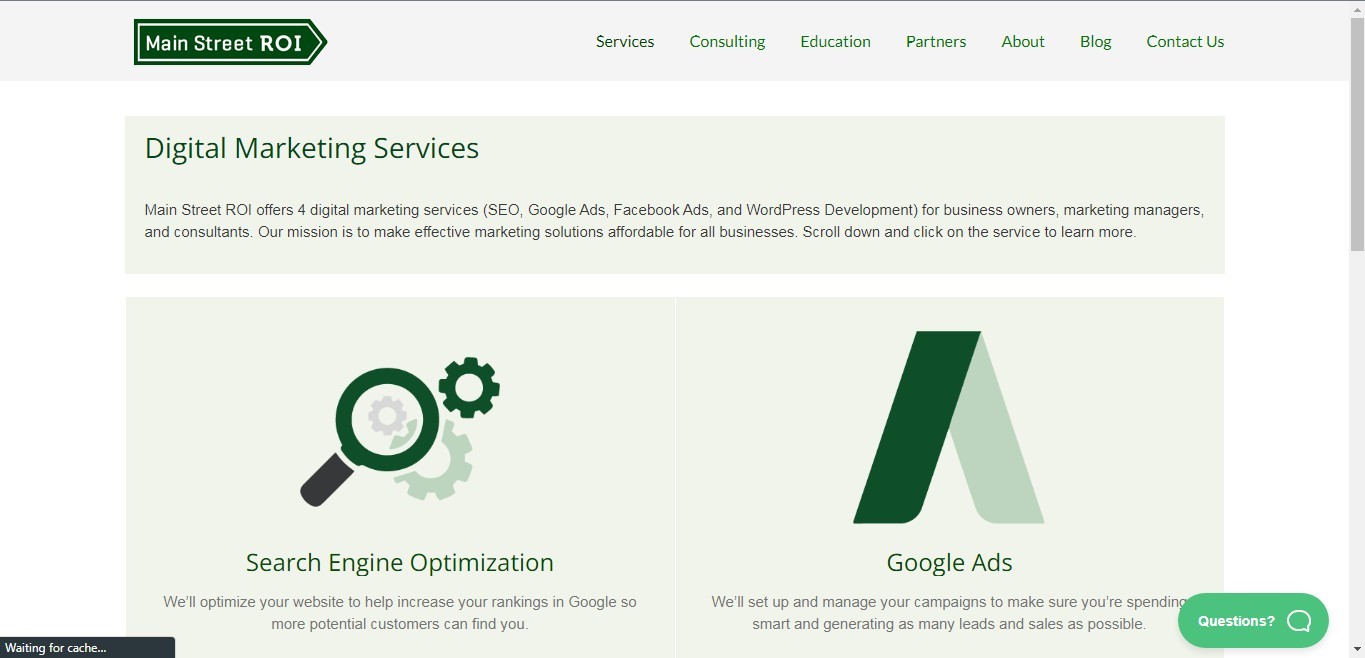 Main Street ROI
Services Consulting Education Partners About Blog Contact Us
Digital Marketing Services
Main Street ROI offers 4 digital marketing services (SEO, Google Ads, Facebook Ads, and WordPress Development) for business owners, marketing managers,
and consultants. Our mission is to make effective marketing solutions affordable for all businesses. Scroll down and click on the service to learn more.
Search Engine Optimization
We’ll optimize your website to help increase your rankings in Google so
more potential customers can find you.
Google Ads
We’ll set up and manage your campaigns to make sure you’re spending
smart and generating as many leads and sales as possible.
Questions?
Waiting for cache...